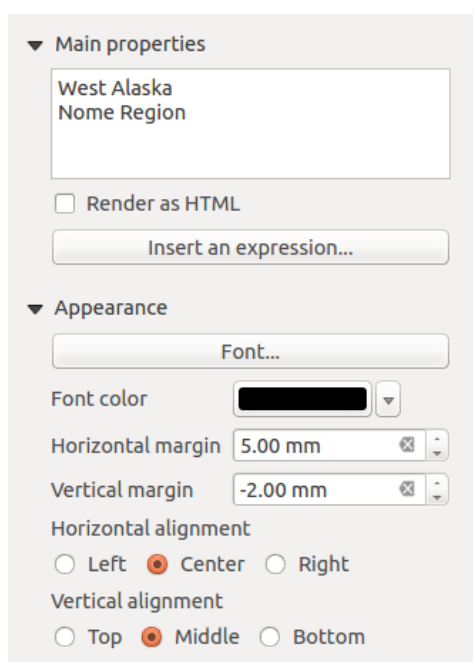 Main properties
West Alaska
Nome Region
Render as HTML
Insert an expression...
Appearance
Font...
Font color
Horizontal margin 5.00 mm
Vertical margin -2.00 mm
Horizontal alignment
Left Center Right
Vertical alignment
Top Middle Bottom